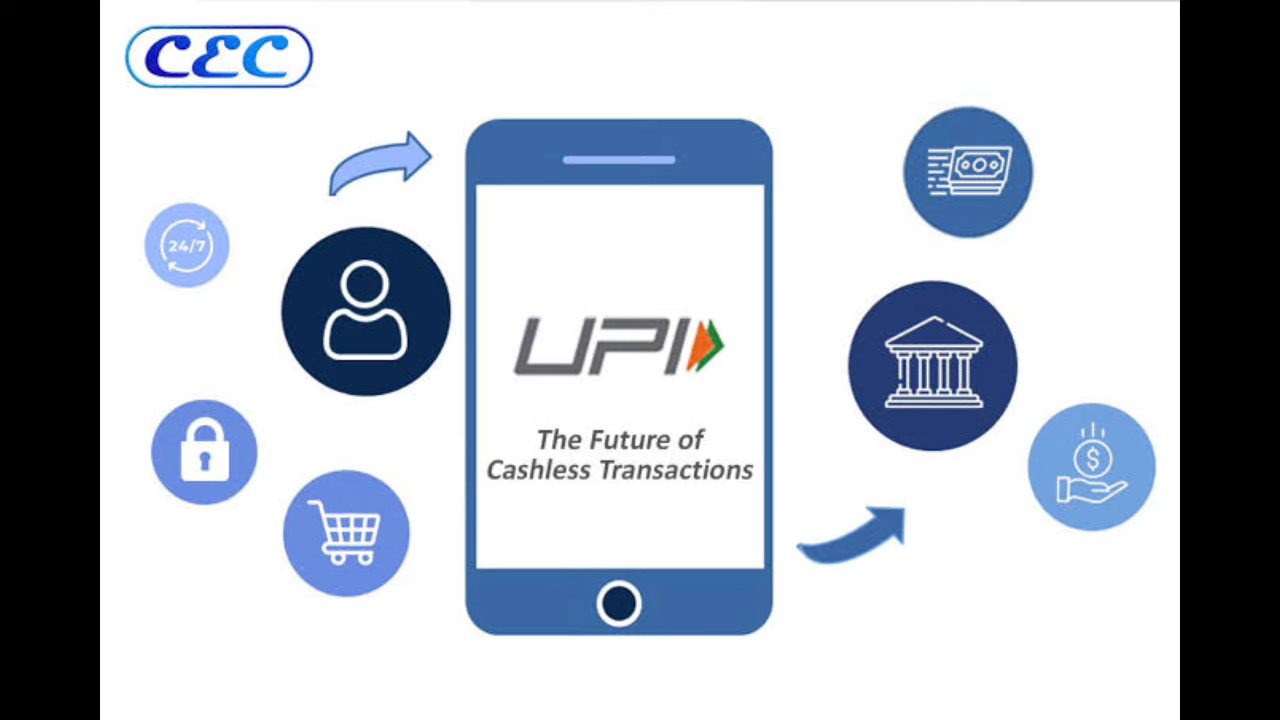 CEC
24/7
UPI
The Future of
Cashless Transactions
$